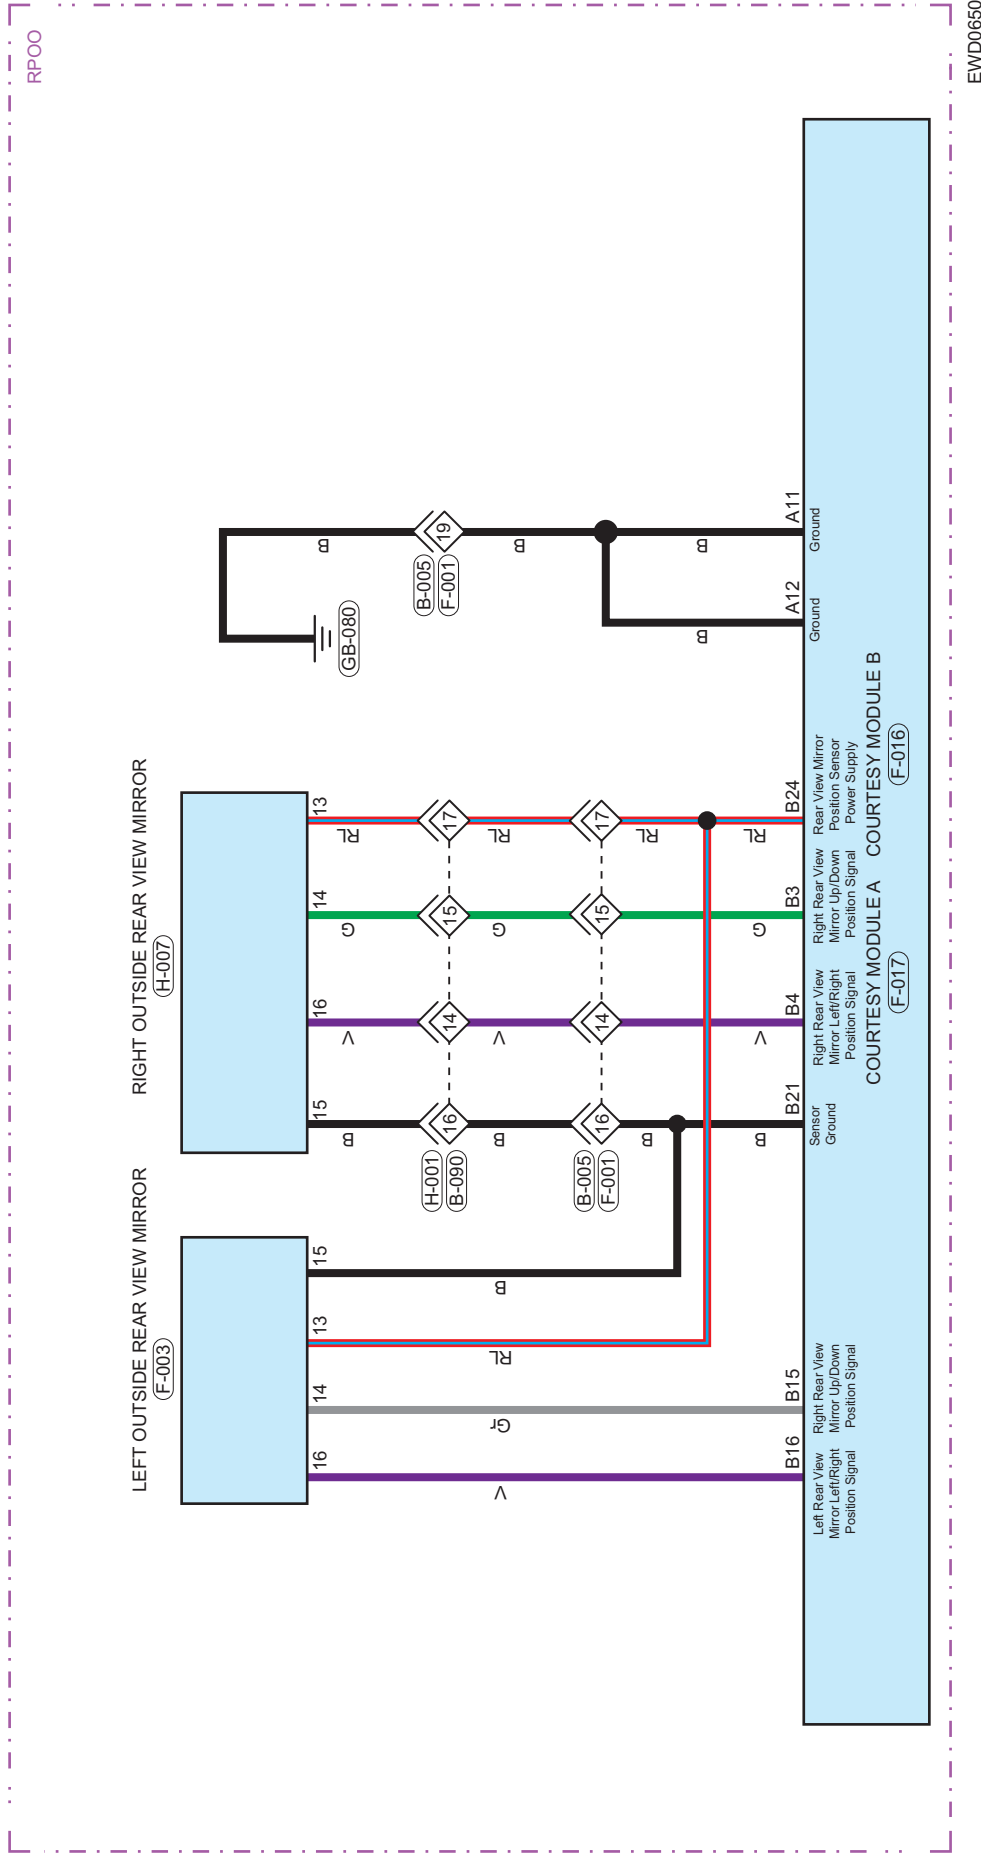 RPOO
LEFT OUTSIDE REAR VIEW MIRROR
F-003
RIGHT OUTSIDE REAR VIEW MIRROR
H-007
16
14
13
15
15
16
14
13
V
Gr
RL
B
B
V
G
RL
GB-080
B
H-001
B-090
16
14
15
17
B-005
F-001
19
B
V
G
RL
B
B-005
F-001
16
14
15
17
B
RL
B
V
G
RL
B
B
B16
B15
B21
B4
B3
B24
A12
A11
Left Rear View
Mirror Left/Right
Position Signal
Right Rear View
Mirror Up/Down
Position Signal
Sensor
Ground
Right Rear View
Mirror Left/Right
Position Signal
Right Rear View
Mirror Up/Down
Position Signal
Rear View Mirror
Position Sensor
Power Supply
Ground
Ground
COURTESY MODULE A
F-017
COURTESY MODULE B
F-016
EWD0650